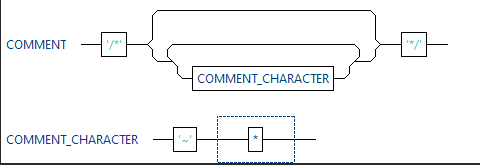 COMMENT '/*' '*/'
COMMENT_CHARACTER
COMMENT_CHARACTER '~' *